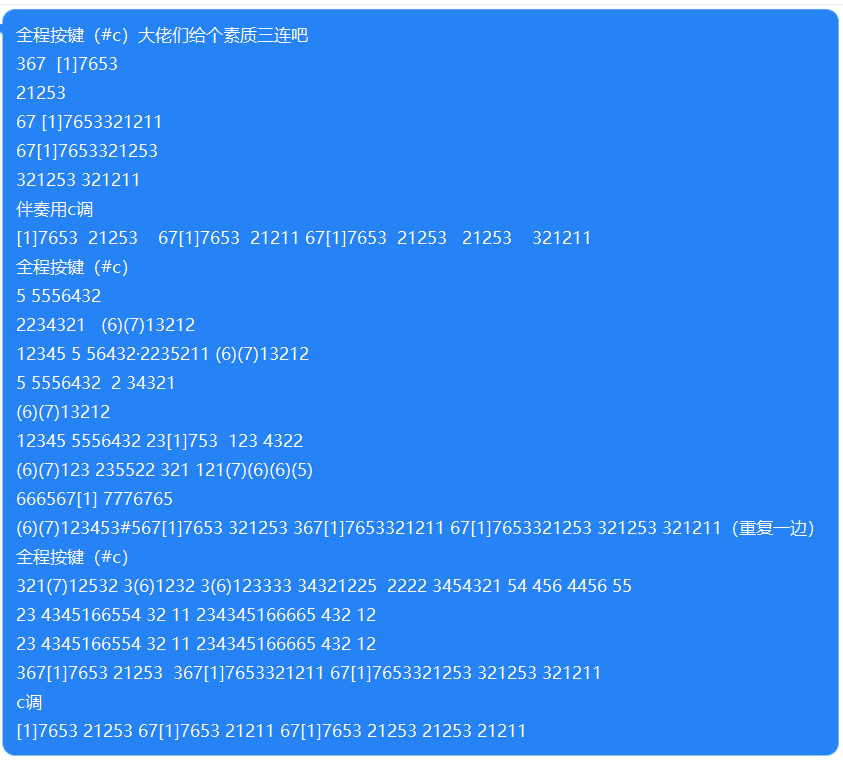 全程按键（#c）大佬们给个素质三连吧
367  [1]7653
21253
67 [1]7653321211
67[1]7653321253
321253 321211
伴奏用c调
[1]7653  21253    67[1]7653  21211 67[1]7653  21253   21253    321211
全程按键（#c）
5 5556432
2234321   (6)(7)13212
12345 5 56432·2235211 (6)(7)13212
5 5556432  2 34321
(6)(7)13212
12345 5556432 23[1]753  123 4322
(6)(7)123 235522 321 121(7)(6)(6)(5)
666567[1] 7776765
(6)(7)123453#567[1]7653 321253 367[1]7653321211 67[1]7653321253 321253 321211（重复一边）
全程按键（#c）
321(7)12532 3(6)1232 3(6)123333 34321225  2222 3454321 54 456 4456 55
23 4345166554 32 11 234345166665 432 12
23 4345166554 32 11 234345166665 432 12
367[1]7653 21253  367[1]7653321211 67[1]7653321253 321253 321211
c调
[1]7653 21253 67[1]7653 21211 67[1]7653 21253 21253 21211